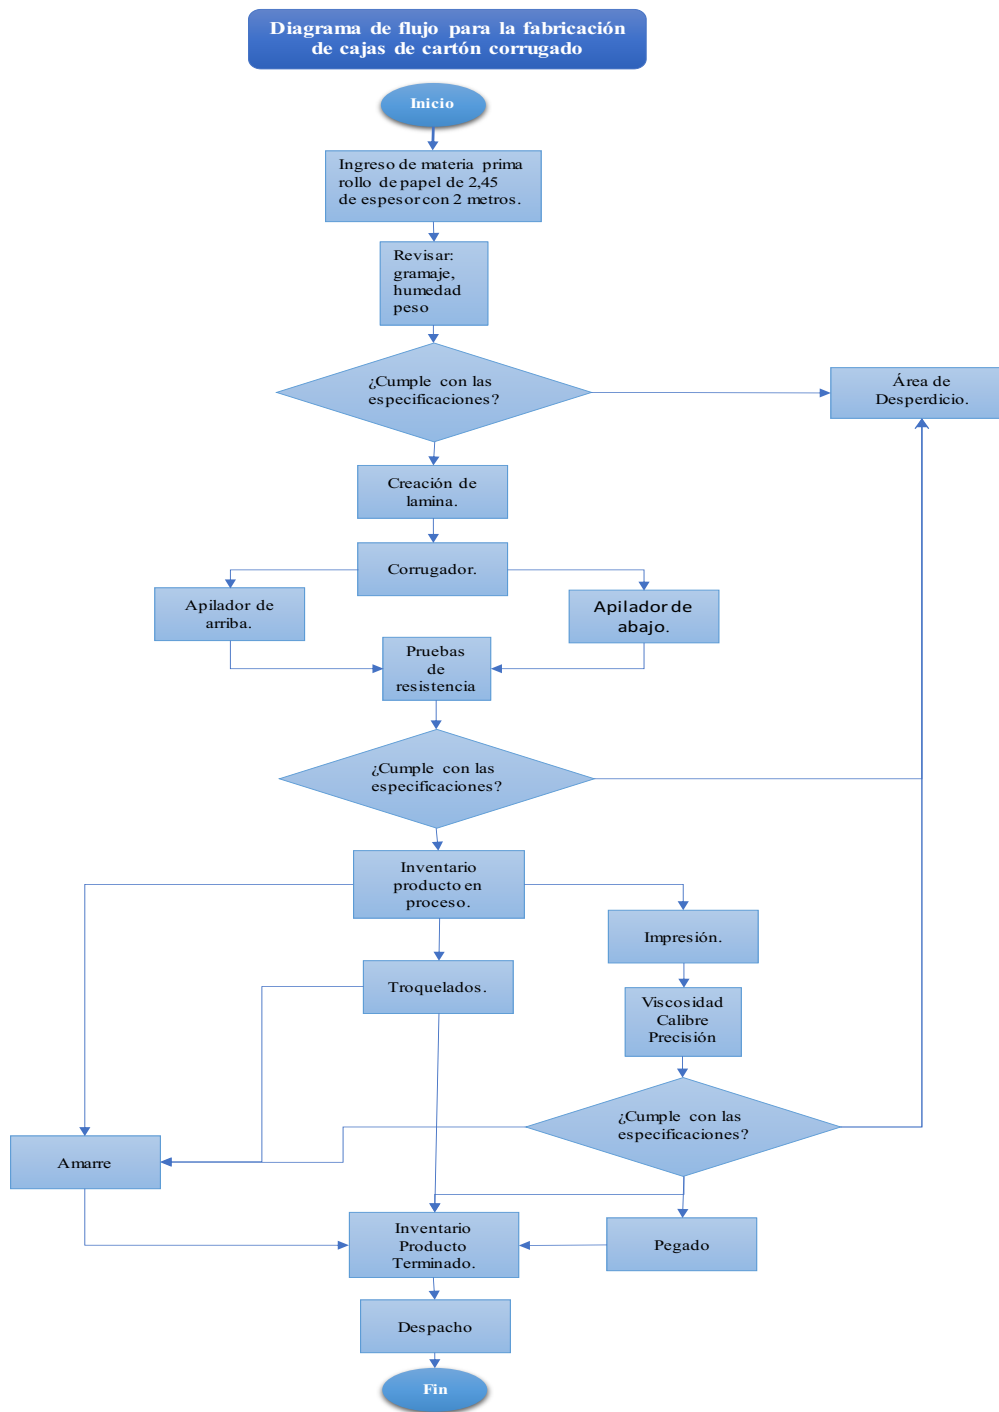 Diagrama de flujo para la fabricación
de cajas de cartón corrugado
Inicio
Ingreso de materia prima
rollo de papel de 2,45
de espesor con 2 metros.
Revisar:
gramaje,
humedad
peso
¿Cumple con las
especificaciones?
Área de
Desperdicio.
Creación de
lamina.
Corrugador.
Apilador de
arriba.
Apilador de
abajo.
Pruebas
de
resistencia
¿Cumple con las
especificaciones?
Inventario
producto en
proceso.
Impresión.
Troquelados.
Viscosidad
Calibre
Precisión
¿Cumple con las
especificaciones?
Amarre
Inventario
Producto
Terminado.
Pegado
Despacho
Fin